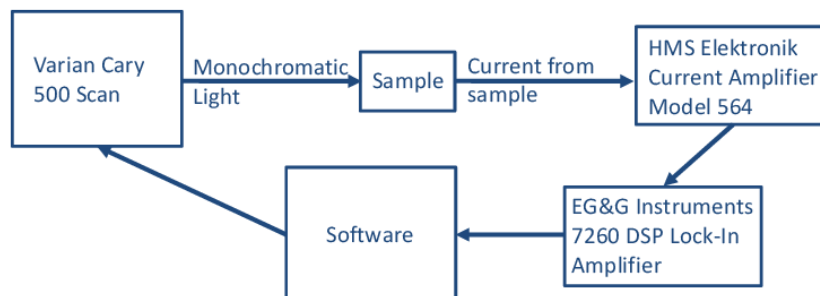 Varian Cary
500 Scan
Monochromatic
Light
Sample
Current from
sample
HMS Elektronik
Current Amplifier
Model 564
EG&G Instruments
7260 DSP Lock-In
Amplifier
Software